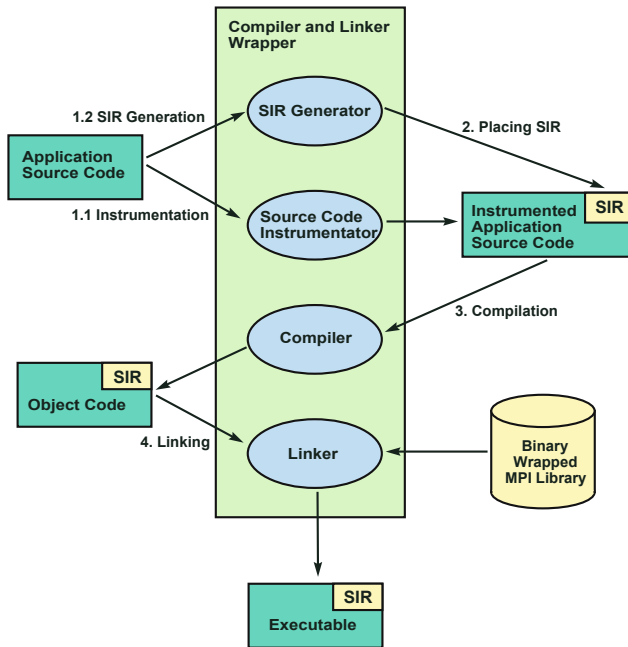 Compiler and Linker
Wrapper
1.2 SIR Generation
SIR Generator
2. Placing SIR
Application
Source Code
1.1 Instrumentation
Source Code
Instrumentator
SIR
Instrumented
Application
Source Code
3. Compilation
Compiler
SIR
Object Code
4. Linking
Linker
Binary
Wrapped
MPI Library
SIR
Executable